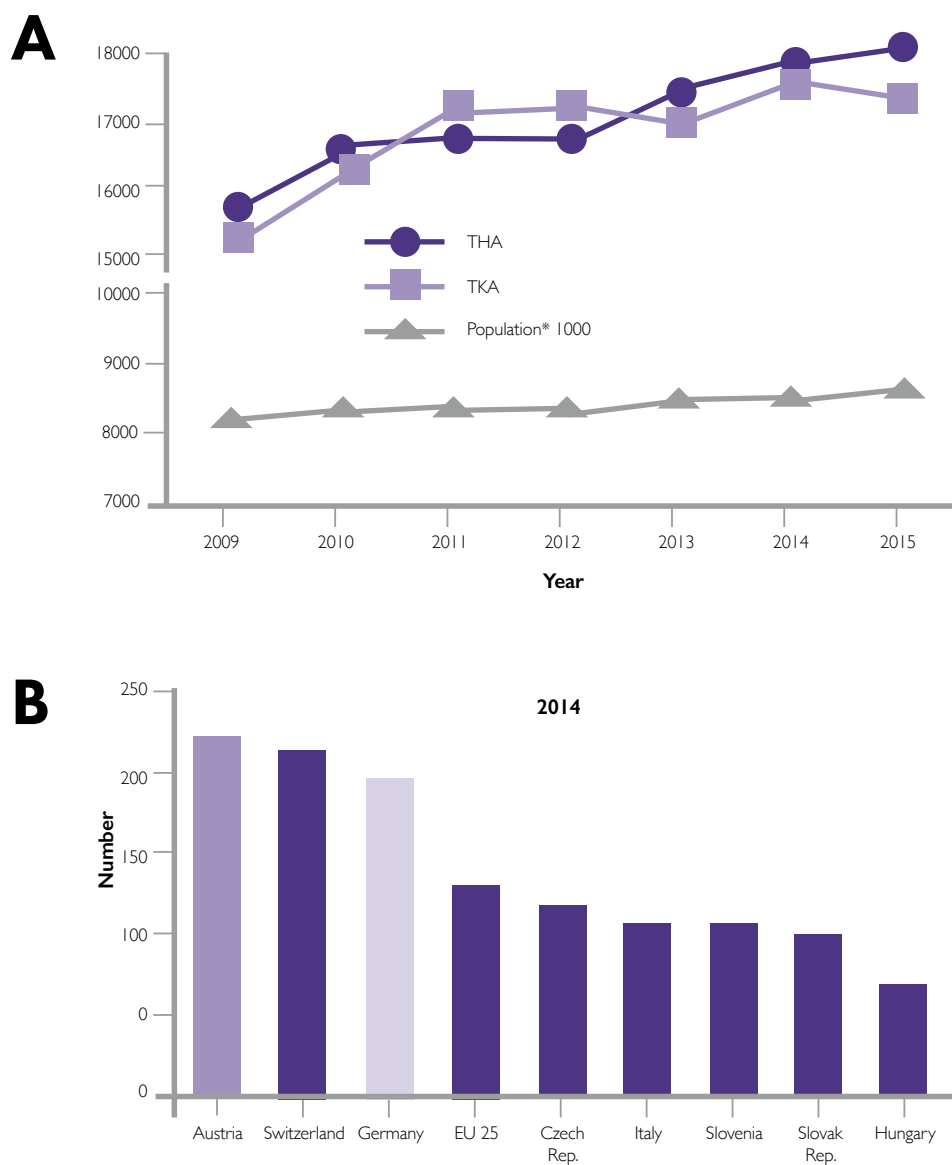 A
18000
17000
16000
15000
10000
9000
8000
7000
THA
TKA
Population* 1000
2009 2010 2011 2012 2013 2014 2015
Year
B
2014
Number
250
200
150
100
0
0
Austria Switzerland Germany EU 25 Czech Italy Slovenia Slovak Hungary
Rep. Rep.